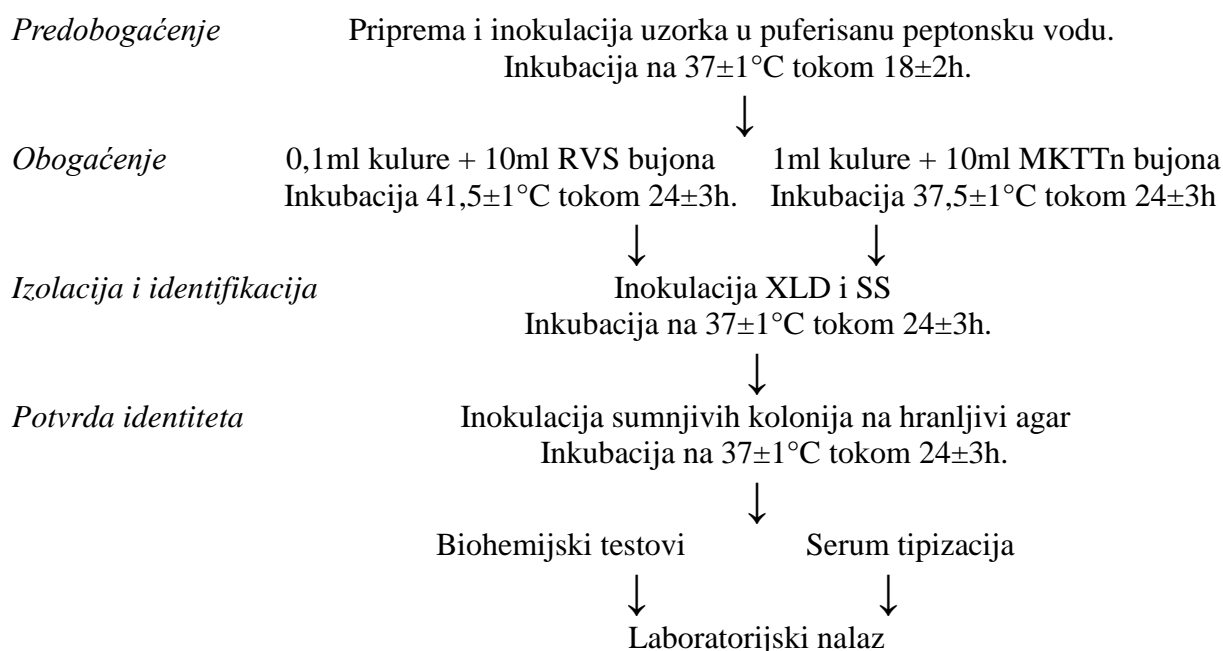 Predobogaćenje Priprema i inokulacija uzorka u puferisanu peptonsku vodu.
Inkubacija na 37±1°C tokom 18±2h.
↓
Obogaćenje 0,1ml kulure + 10ml RVS bujona 1ml kulure + 10ml MKTTn bujona
Inkubacija 41,5±1°C tokom 24±3h. Inkubacija 37,5±1°C tokom 24±3h
↓ ↓
Izolacija i identifikacija Inokulacija XLD i SS
Inkubacija na 37±1°C tokom 24±3h.
↓
Potvrda identiteta Inokulacija sumnjivih kolonija na hranljivi agar
Inkubacija na 37±1°C tokom 24±3h.
↓
Biohemijski testovi Serum tipizacija
↓ ↓
Laboratorijski nalaz